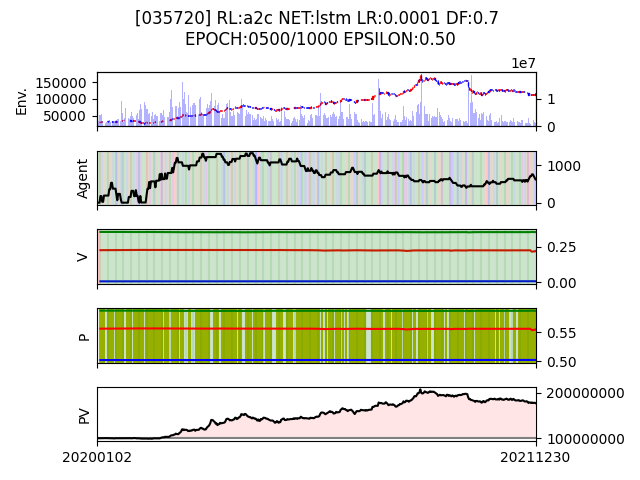 [035720] RL:a2c NET:lstm LR:0.0001 DF:0.7
EPOCH:0500/1000 EPSILON:0.50
1e7
Env.
150000
100000
50000
1
0
Agent
1000
0
V
0.25
0.00
P
0.55
0.50
PV
200000000
100000000
20200102
20211230